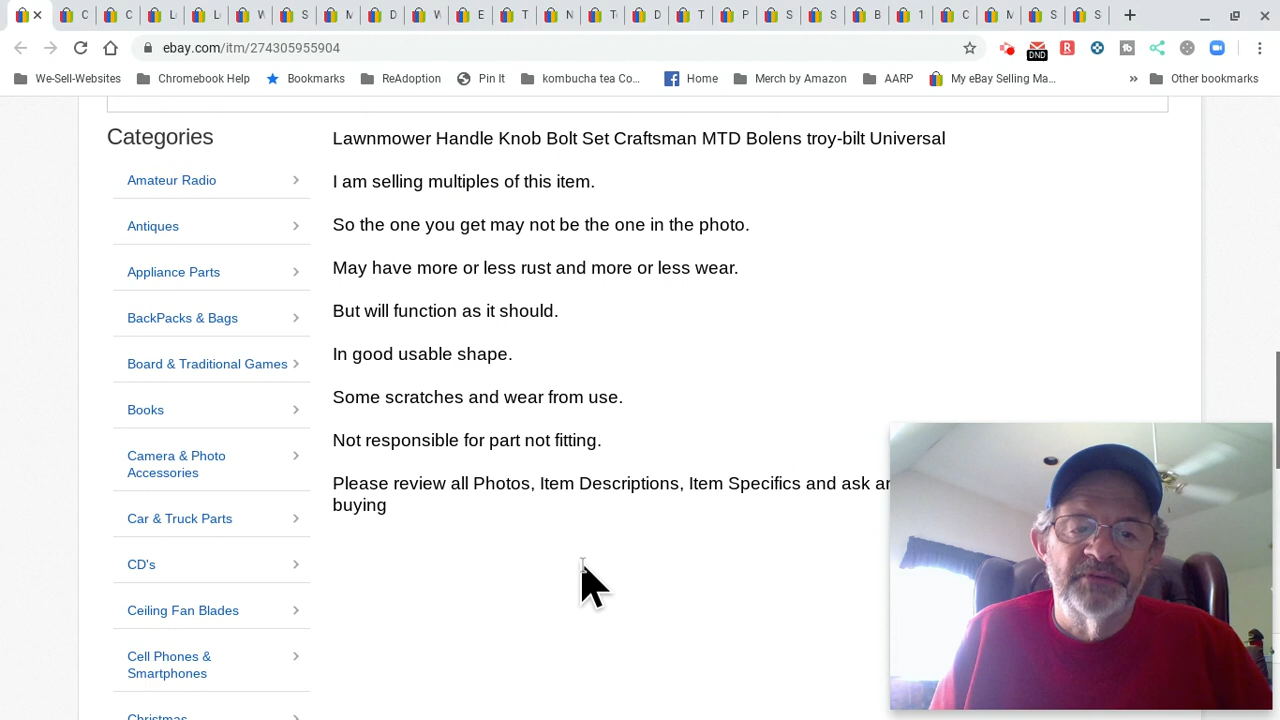 C
C
L
L
W
S
M
D
W
E
T
N
T
D
T
P
S
S
B
1
C
M
S
S
ebay.com/itm/274305955904
DND
R
tb
We-Sell-Websites
Chromebook Help
Bookmarks
ReAdoption
Pin It
kombucha tea Co...
Home
Merch by Amazon
AARP
My eBay Selling Ma...
»
Other bookmarks
Categories
Amateur Radio
Antiques
Appliance Parts
BackPacks & Bags
Board & Traditional Games
Books
Camera & Photo
Accessories
Car & Truck Parts
CD's
Ceiling Fan Blades
Cell Phones &
Smartphones
Christmas
Lawnmower Handle Knob Bolt Set Craftsman MTD Bolens troy-bilt Universal
I am selling multiples of this item.
So the one you get may not be the one in the photo.
May have more or less rust and more or less wear.
But will function as it should.
In good usable shape.
Some scratches and wear from use.
Not responsible for part not fitting.
Please review all Photos, Item Descriptions, Item Specifics and ask
buying